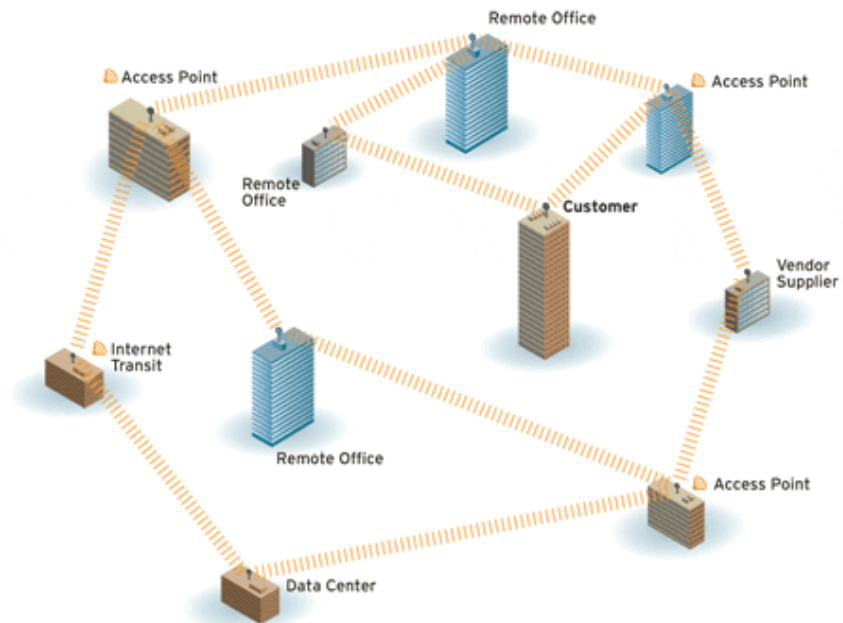 Remote Office
Access Point
Access Point
Remote
Office
Customer
Vendor
Supplier
Internet
Transit
Remote Office
Access Point
Data Center